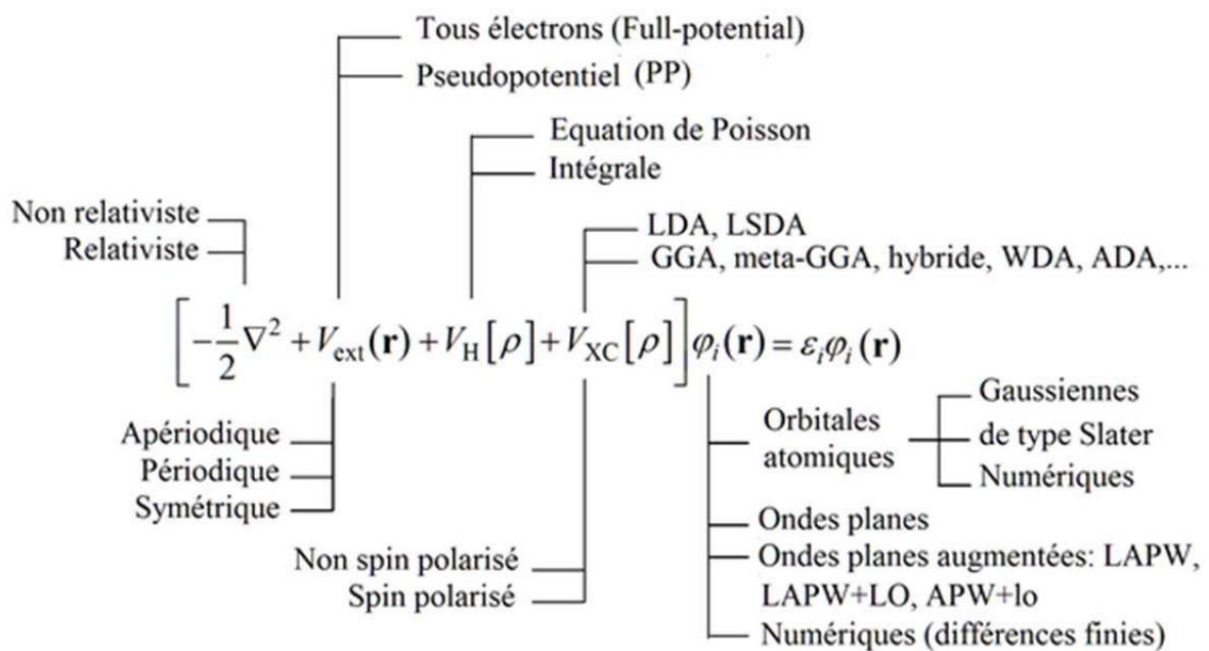 Tous électrons (Full-potential)
Pseudopotentiel (PP)
Equation de Poisson
Intégrale
Non relativiste
Relativiste
LDA, LSDA
GGA, meta-GGA, hybride, WDA, ADA,...
[-1/2 ∇² + V_ext(r) + V_H[ρ] + V_XC[ρ]] φ_i(r) = ε_i φ_i(r)
Apériodique
Périodique
Symétrique
Non spin polarisé
Spin polarisé
Orbitales
atomiques
Gaussiennes
de type Slater
Numériques
Ondes planes
Ondes planes augmentées: LAPW,
LAPW+LO, APW+lo
Numériques (différences finies)